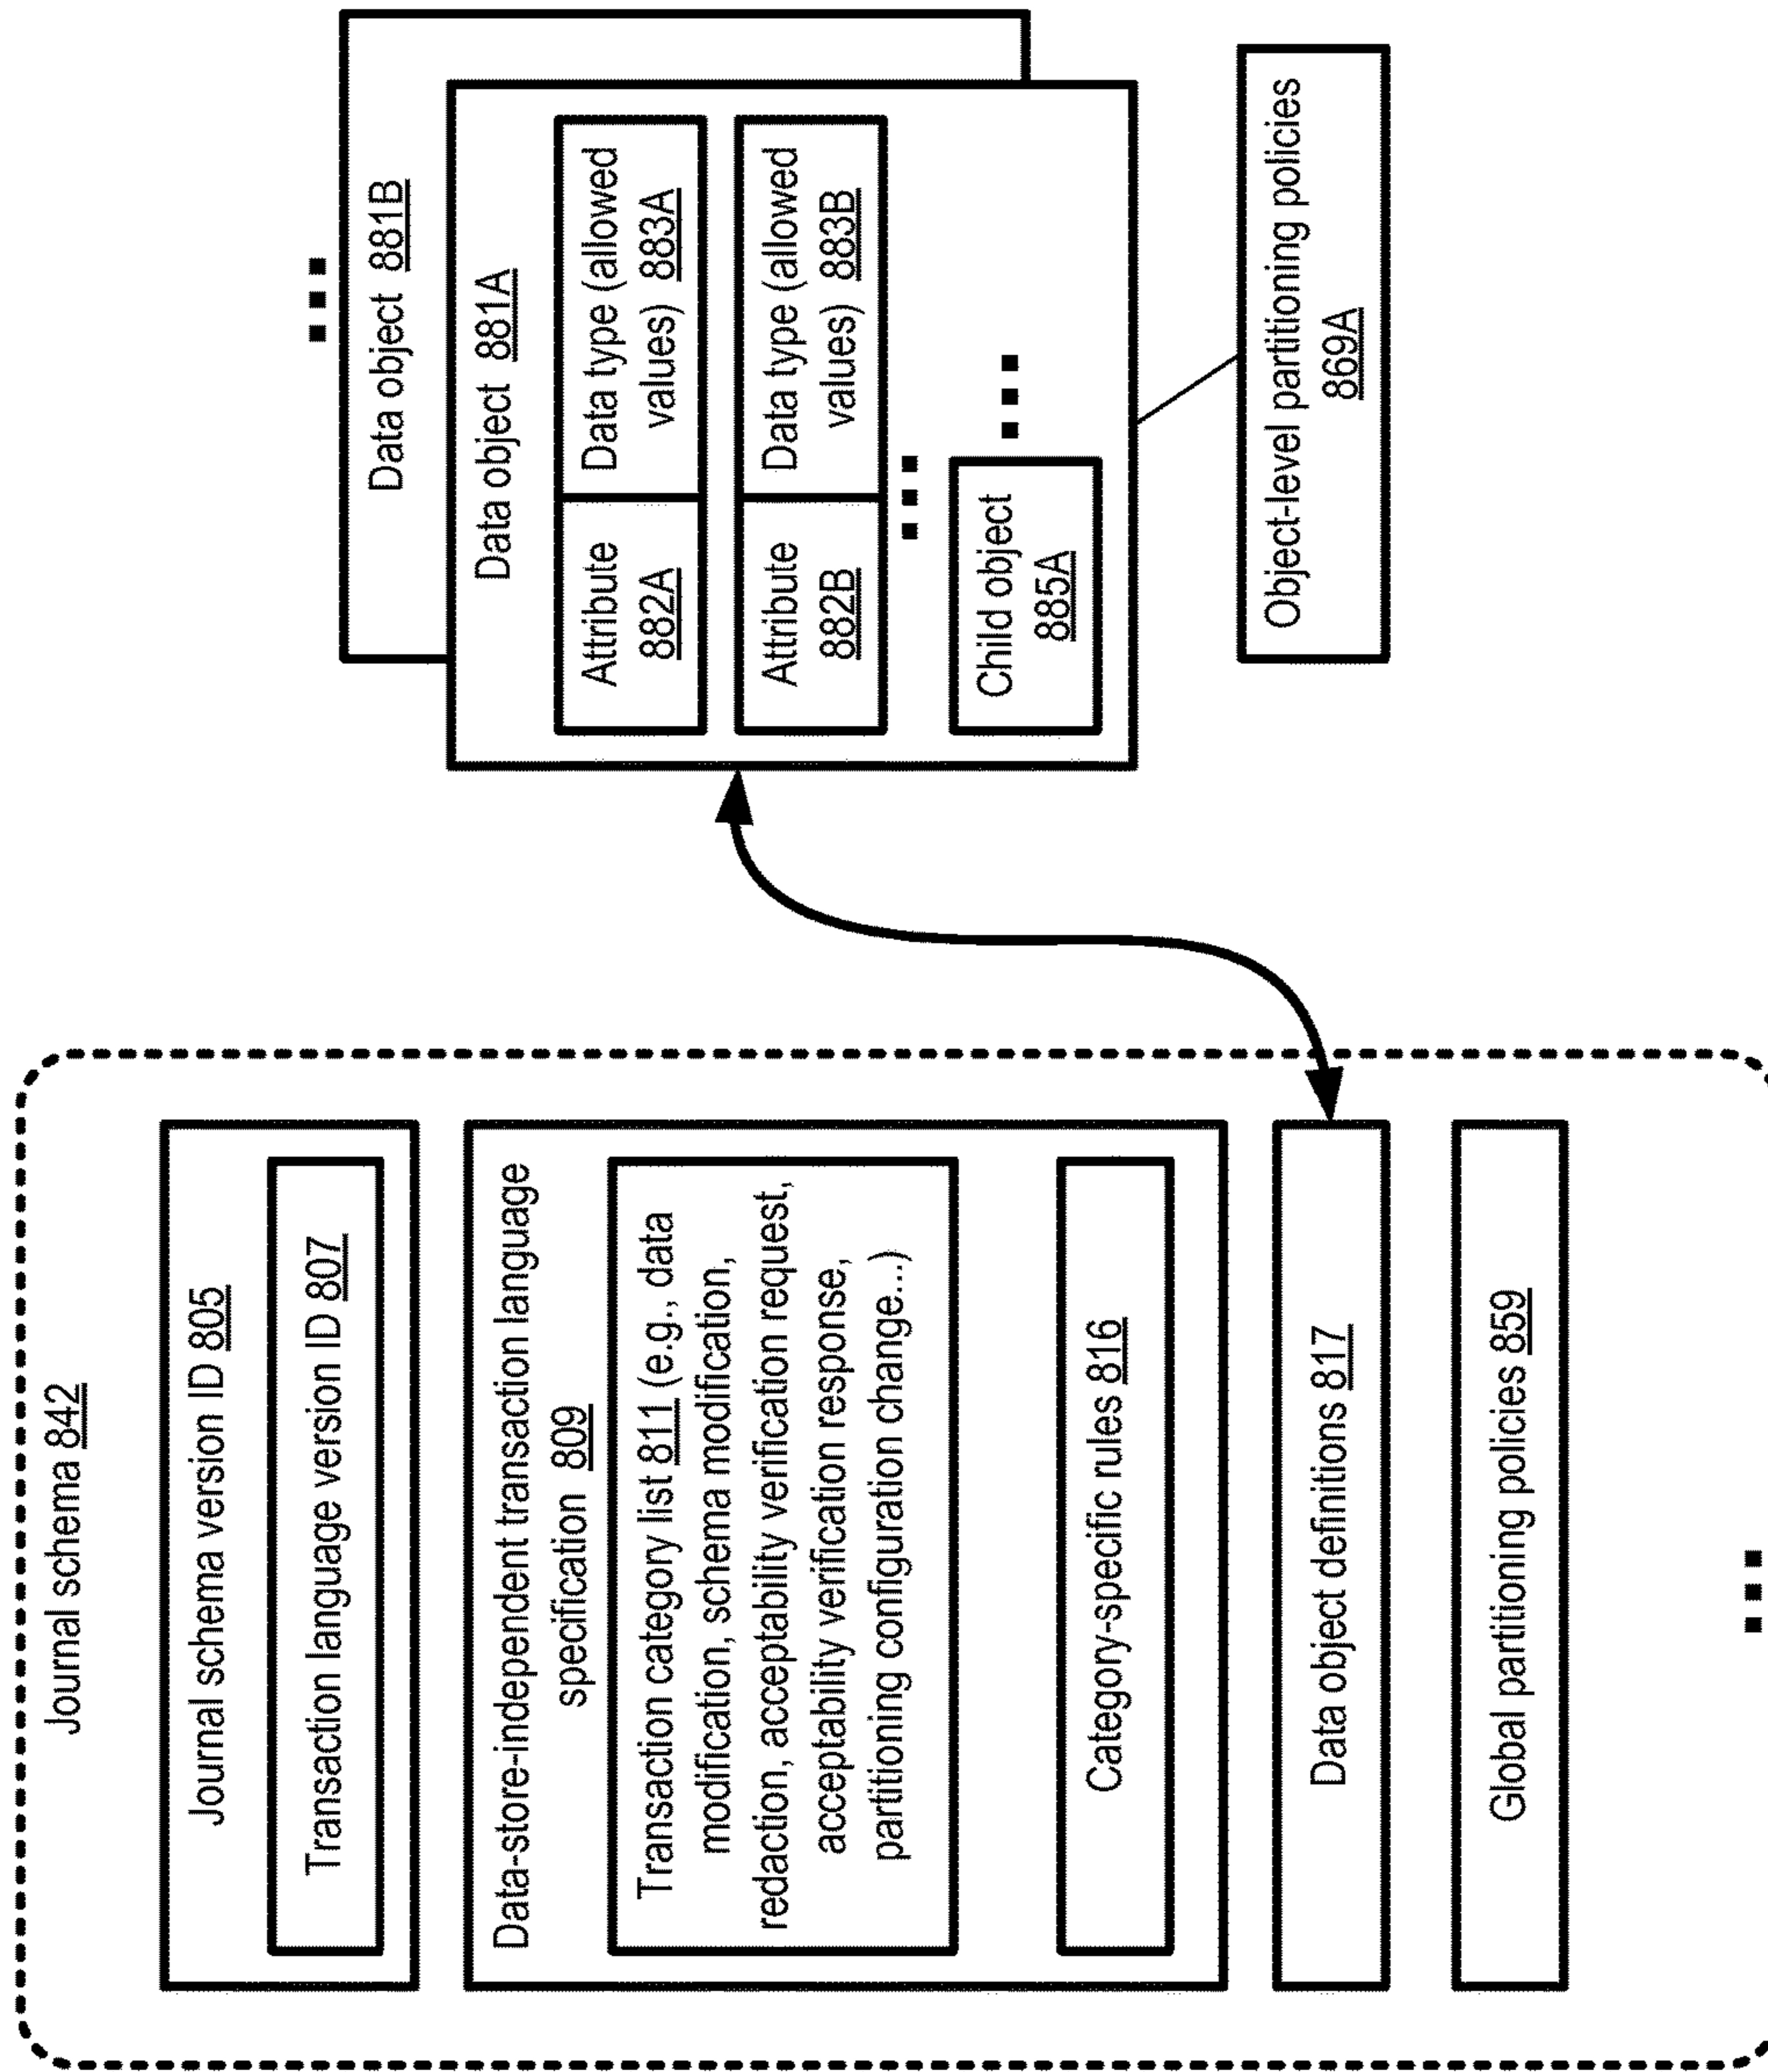 Journal schema 842
Journal schema version ID 805
Transaction language version ID 807
Data-store-independent transaction language
specification 809
Transaction category list 811 (e.g., data
modification, schema modification,
redaction, acceptability verification request,
acceptability verification response,
partitioning configuration change...)
Category-specific rules 816
Data object definitions 817
Global partitioning policies 859
...
...
Data object 881B
Data object 881A
Attribute
882A
Data type (allowed
values) 883A
Attribute
882B
Data type (allowed
values) 883B
...
Child object
885A
...
Object-level partitioning policies
869A